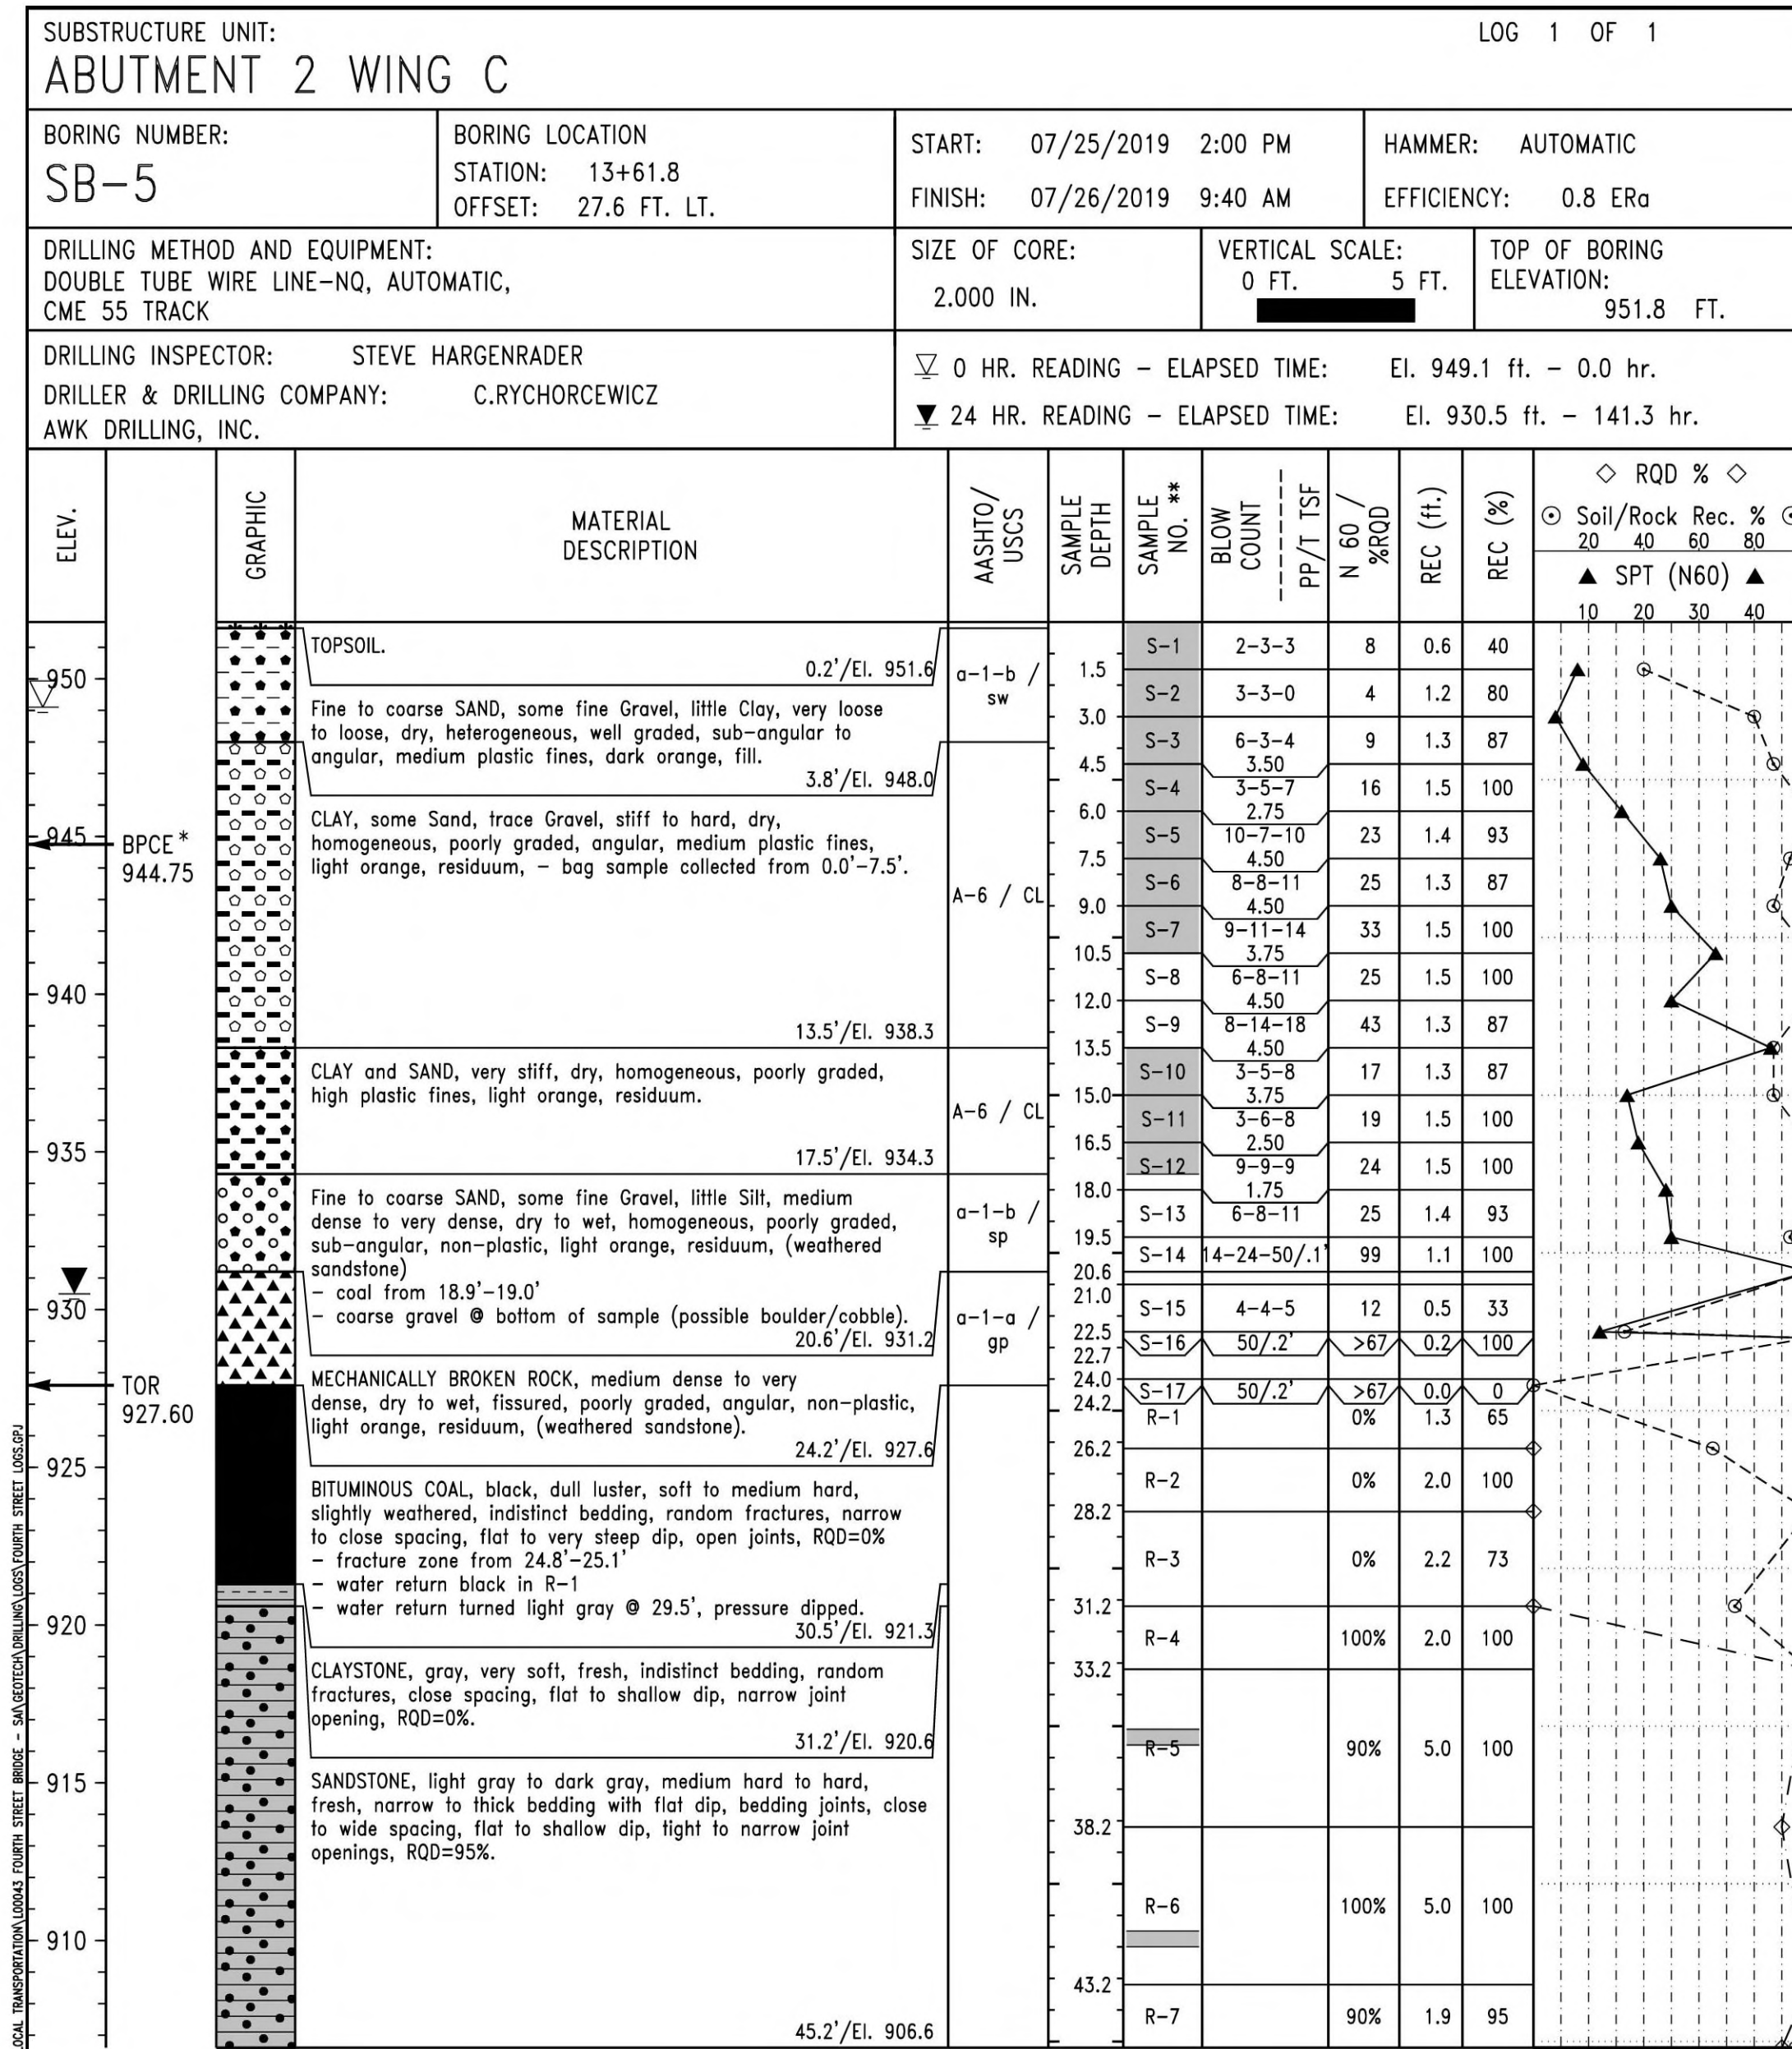 SUBSTRUCTURE UNIT:
LOG 1 OF 1
ABUTMENT 2 WING C
BORING NUMBER:
SB-5
BORING LOCATION
STATION: 13+61.8
OFFSET: 27.6 FT. LT.
START: 07/25/2019 2:00 PM
FINISH: 07/26/2019 9:40 AM
HAMMER: AUTOMATIC
EFFICIENCY: 0.8 ERa
DRILLING METHOD AND EQUIPMENT:
DOUBLE TUBE WIRE LINE-NQ, AUTOMATIC,
CME 55 TRACK
SIZE OF CORE:
2.000 IN.
VERTICAL SCALE:
0 FT. 5 FT.
TOP OF BORING
ELEVATION:
951.8 FT.
DRILLING INSPECTOR: STEVE HARGENRADER
DRILLER & DRILLING COMPANY: C.RYCHORCEWICZ
AWK DRILLING, INC.
0 HR. READING - ELAPSED TIME: El. 949.1 ft. - 0.0 hr.
24 HR. READING - ELAPSED TIME: El. 930.5 ft. - 141.3 hr.
ELEV.
GRAPHIC
MATERIAL
DESCRIPTION
AASHTO/
USCS
SAMPLE
DEPTH
SAMPLE
NO. **
BLOW
COUNT
PP/T TSF
N 60 /
%RQD
REC (ft.)
REC (%)
RQD %
Soil/Rock Rec. %
20 40 60 80
SPT (N60)
10 20 30 40
950
945
940
935
930
925
920
915
910
BPCE*
944.75
TOR
927.60
TOPSOIL.
0.2'/El. 951.6
Fine to coarse SAND, some fine Gravel, little Clay, very loose
to loose, dry, heterogeneous, well graded, sub-angular to
angular, medium plastic fines, dark orange, fill.
3.8'/El. 948.0
CLAY, some Sand, trace Gravel, stiff to hard, dry,
homogeneous, poorly graded, angular, medium plastic fines,
light orange, residuum, - bag sample collected from 0.0'-7.5'.
13.5'/El. 938.3
CLAY and SAND, very stiff, dry, homogeneous, poorly graded,
high plastic fines, light orange, residuum.
17.5'/El. 934.3
Fine to coarse SAND, some fine Gravel, little Silt, medium
dense to very dense, dry to wet, homogeneous, poorly graded,
sub-angular, non-plastic, light orange, residuum, (weathered
sandstone)
- coal from 18.9'-19.0'
- coarse gravel @ bottom of sample (possible boulder/cobble).
20.6'/El. 931.2
MECHANICALLY BROKEN ROCK, medium dense to very
dense, dry to wet, fissured, poorly graded, angular, non-plastic,
light orange, residuum, (weathered sandstone).
24.2'/El. 927.6
BITUMINOUS COAL, black, dull luster, soft to medium hard,
slightly weathered, indistinct bedding, random fractures, narrow
to close spacing, flat to very steep dip, open joints, RQD=0%
- fracture zone from 24.8'-25.1'
- water return black in R-1
- water return turned light gray @ 29.5', pressure dipped.
30.5'/El. 921.3
CLAYSTONE, gray, very soft, fresh, indistinct bedding, random
fractures, close spacing, flat to shallow dip, narrow joint
opening, RQD=0%.
31.2'/El. 920.6
SANDSTONE, light gray to dark gray, medium hard to hard,
fresh, narrow to thick bedding with flat dip, bedding joints, close
to wide spacing, flat to shallow dip, tight to narrow joint
openings, RQD=95%.
45.2'/El. 906.6
a-1-b /
sw
A-6 / CL
A-6 / CL
a-1-b /
sp
a-1-a /
gp
S-1 2-3-3 8 0.6 40
1.5
S-2 3-3-0 4 1.2 80
3.0
S-3 6-3-4 9 1.3 87
4.5 3.50
S-4 3-5-7 16 1.5 100
6.0 2.75
S-5 10-7-10 23 1.4 93
7.5 4.50
S-6 8-8-11 25 1.3 87
9.0 4.50
S-7 9-11-14 33 1.5 100
10.5 3.75
S-8 6-8-11 25 1.5 100
12.0 4.50
S-9 8-14-18 43 1.3 87
13.5 4.50
S-10 3-5-8 17 1.3 87
15.0 3.75
S-11 3-6-8 19 1.5 100
16.5 2.50
S-12 9-9-9 24 1.5 100
18.0 1.75
S-13 6-8-11 25 1.4 93
19.5
S-14 14-24-50/.1' 99 1.1 100
20.6
21.0
S-15 4-4-5 12 0.5 33
22.5
S-16 50/.2' >67 0.2 100
22.7
24.0
S-17 50/.2' >67 0.0 0
24.2
R-1 0% 1.3 65
26.2
R-2 0% 2.0 100
28.2
R-3 0% 2.2 73
31.2
R-4 100% 2.0 100
33.2
R-5 90% 5.0 100
38.2
R-6 100% 5.0 100
43.2
R-7 90% 1.9 95
LOCAL TRANSPORTATION\L00043 FOURTH STREET BRIDGE - SAI\GEOTECH\DRILLING\LOGS\FOURTH STREET LOGS.GPJ